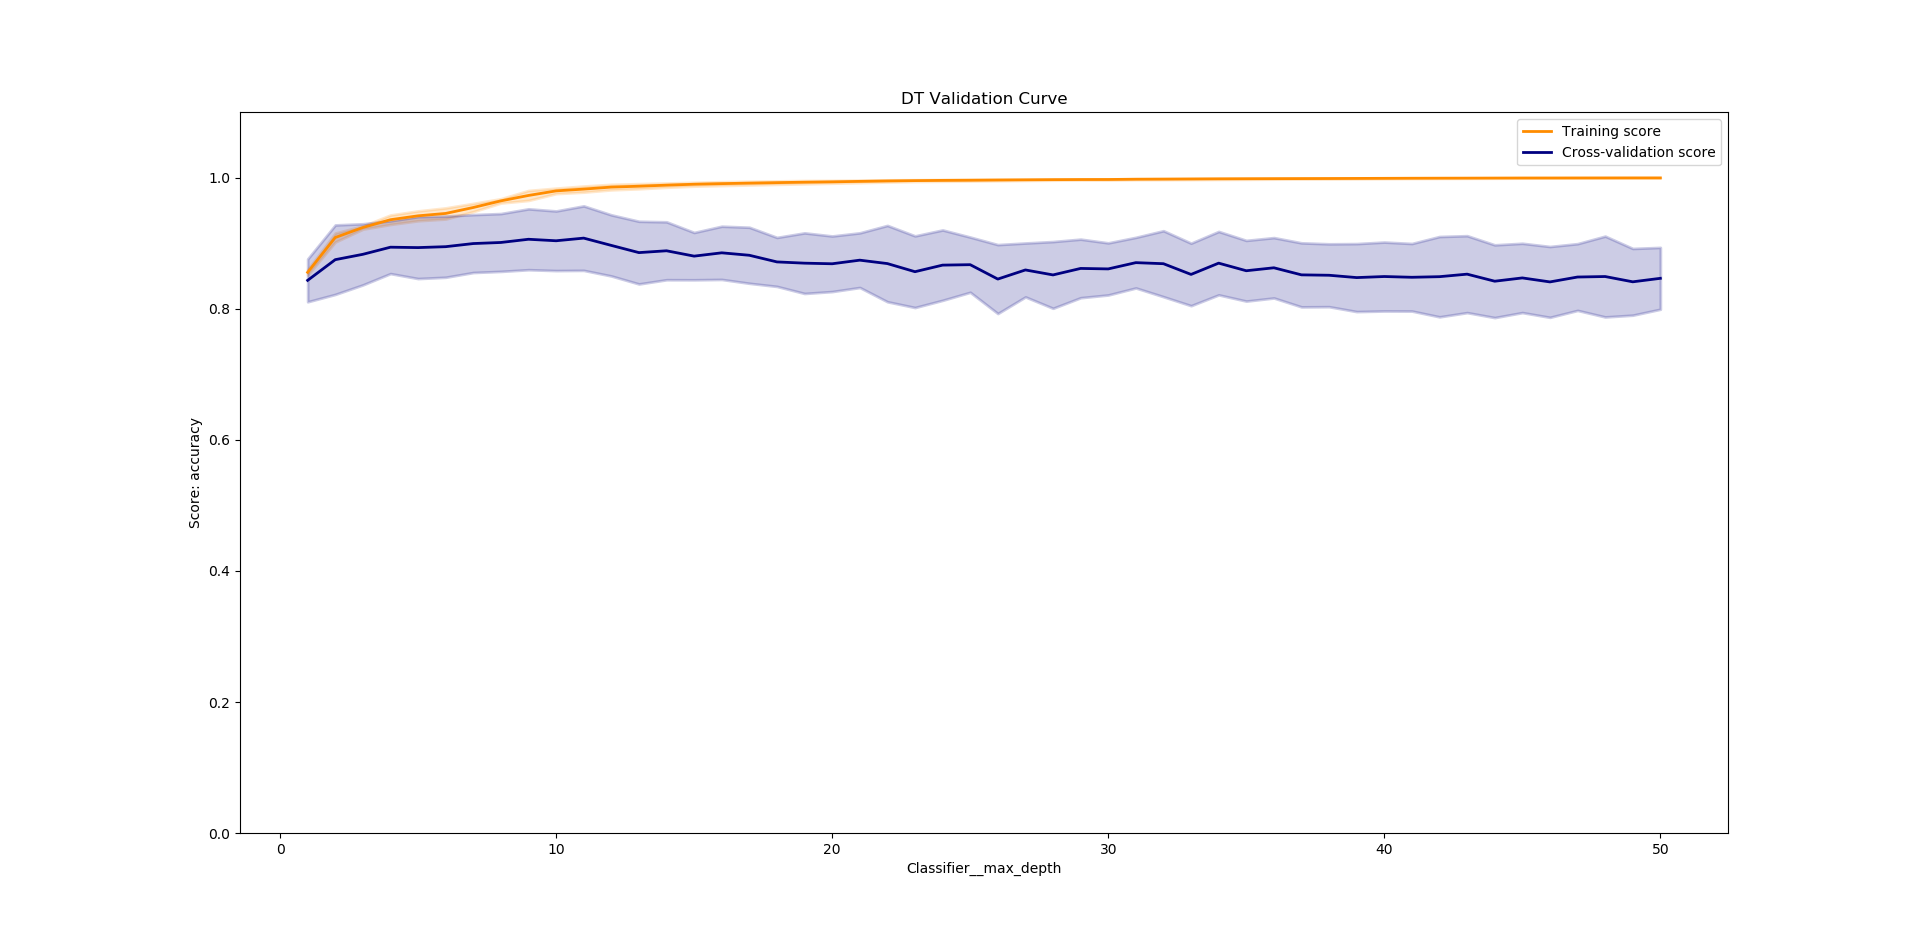 DT Validation Curve
Training score
Cross-validation score
1.0
0.8
0.6
0.4
0.2
0.0
Score: accuracy
0 10 20 30 40 50
Classifier__max_depth